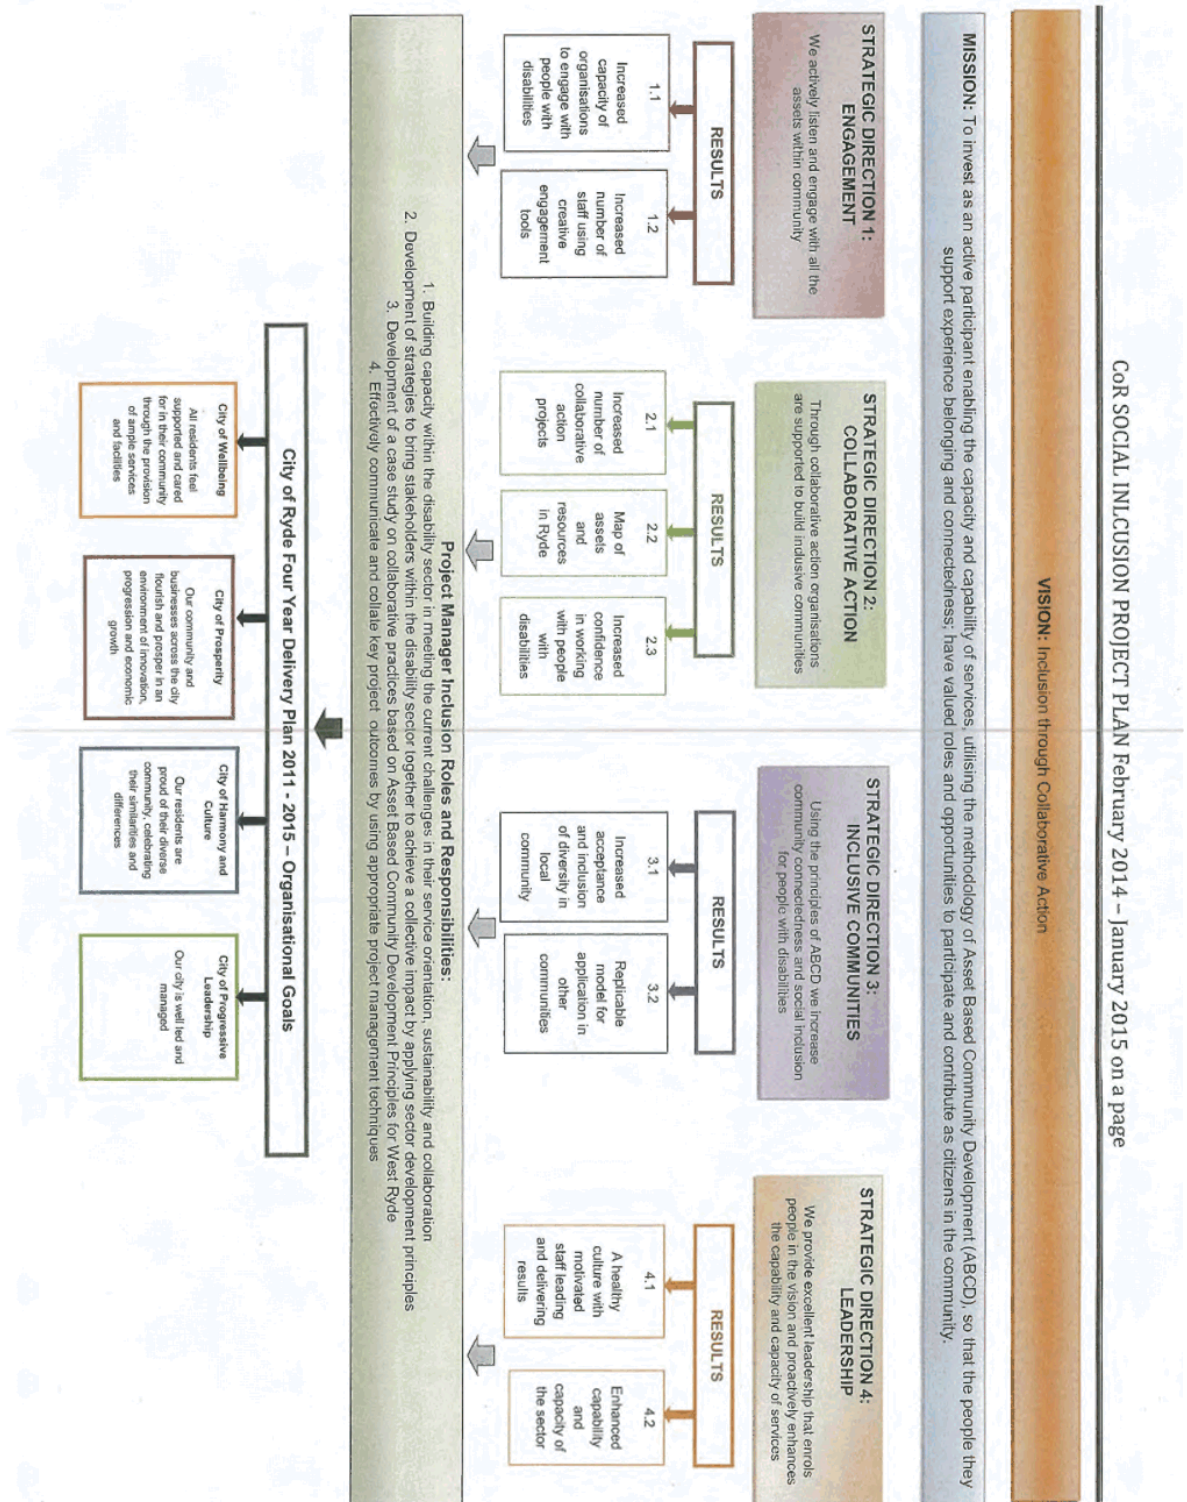 CoR SOCIAL INLCUSION PROJECT PLAN February 2014 – January 2015 on a page
VISION: Inclusion through Collaborative Action
MISSION: To invest as an active participant enabling the capacity and capability of services, utilising the methodology of Asset Based Community Development (ABCD), so that the people they
support experience belonging and connectedness; have valued roles and opportunities to participate and contribute as citizens in the community.
STRATEGIC DIRECTION 1:
ENGAGEMENT
We actively listen and engage with all the
assets within community
RESULTS
1.1
Increased
capacity of
organisations
to engage with
people with
disabilities
1.2
Increased
number of
staff using
creative
engagement
tools
STRATEGIC DIRECTION 2:
COLLABORATIVE ACTION
Through collaborative action organisations
are supported to build inclusive communities
RESULTS
2.1
Increased
number of
collaborative
action
projects
2.2
Map of
assets
and
resources
in Ryde
2.3
Increased
confidence
in working
with people
with
disabilities
STRATEGIC DIRECTION 3:
INCLUSIVE COMMUNITIES
Using the principles of ABCD we increase
community connectedness and social inclusion
for people with disabilities
RESULTS
3.1
Increased
acceptance
and inclusion
of diversity in
local
community
3.2
Replicable
model for
application in
other
communities
STRATEGIC DIRECTION 4:
LEADERSHIP
We provide excellent leadership that enrols
people in the vision and proactively enhances
the capability and capacity of services
RESULTS
4.1
A healthy
culture with
motivated
staff leading
and delivering
results
4.2
Enhanced
capability
and
capacity of
the sector
Project Manager Inclusion Roles and Responsibilities:
1. Building capacity within the disability sector in meeting the current challenges in their service orientation, sustainability and collaboration
2. Development of strategies to bring stakeholders within the disability sector together to achieve a collective impact by applying sector development principles
3. Development of a case study on collaborative practices based on Asset Based Community Development Principles for West Ryde
4. Effectively communicate and collate key project outcomes by using appropriate project management techniques
City of Ryde Four Year Delivery Plan 2011 - 2015 – Organisational Goals
City of Wellbeing
All residents feel
supported and cared
for in their community
through the provision
of ample services
and facilities
City of Prosperity
Our community and
businesses across the city
flourish and prosper in an
environment of innovation,
progression and economic
growth
City of Harmony and
Culture
Our residents are
proud of their diverse
community, celebrating
their similarities and
differences
City of Progressive
Leadership
Our city is well led and
managed